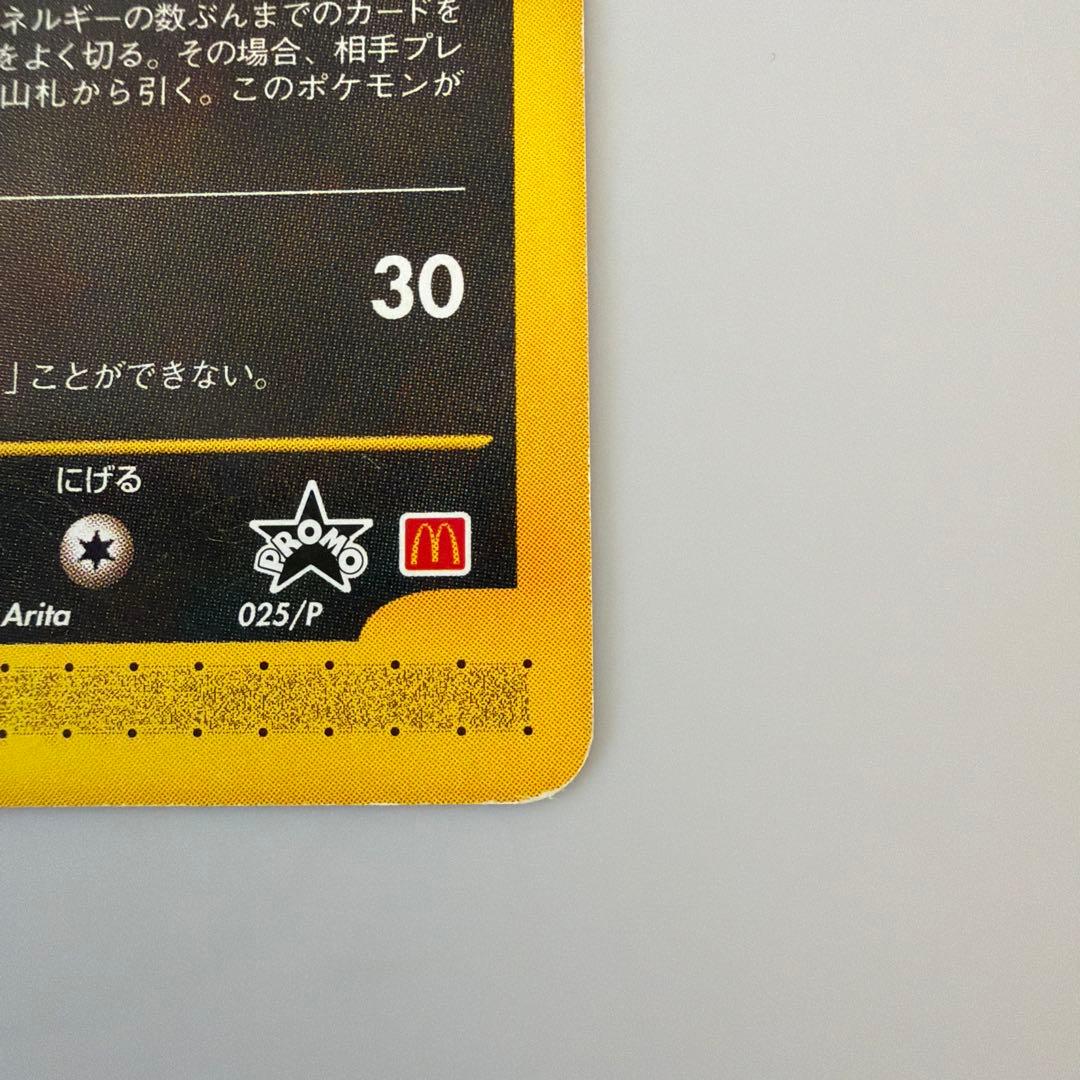 ネルギーの数ぶんまでのカードを
をよく切る。その場合、相手プレ
山札から引く。このポケモンが
30
」ことができない。
にげる
PROMO
M
Arita
025/P